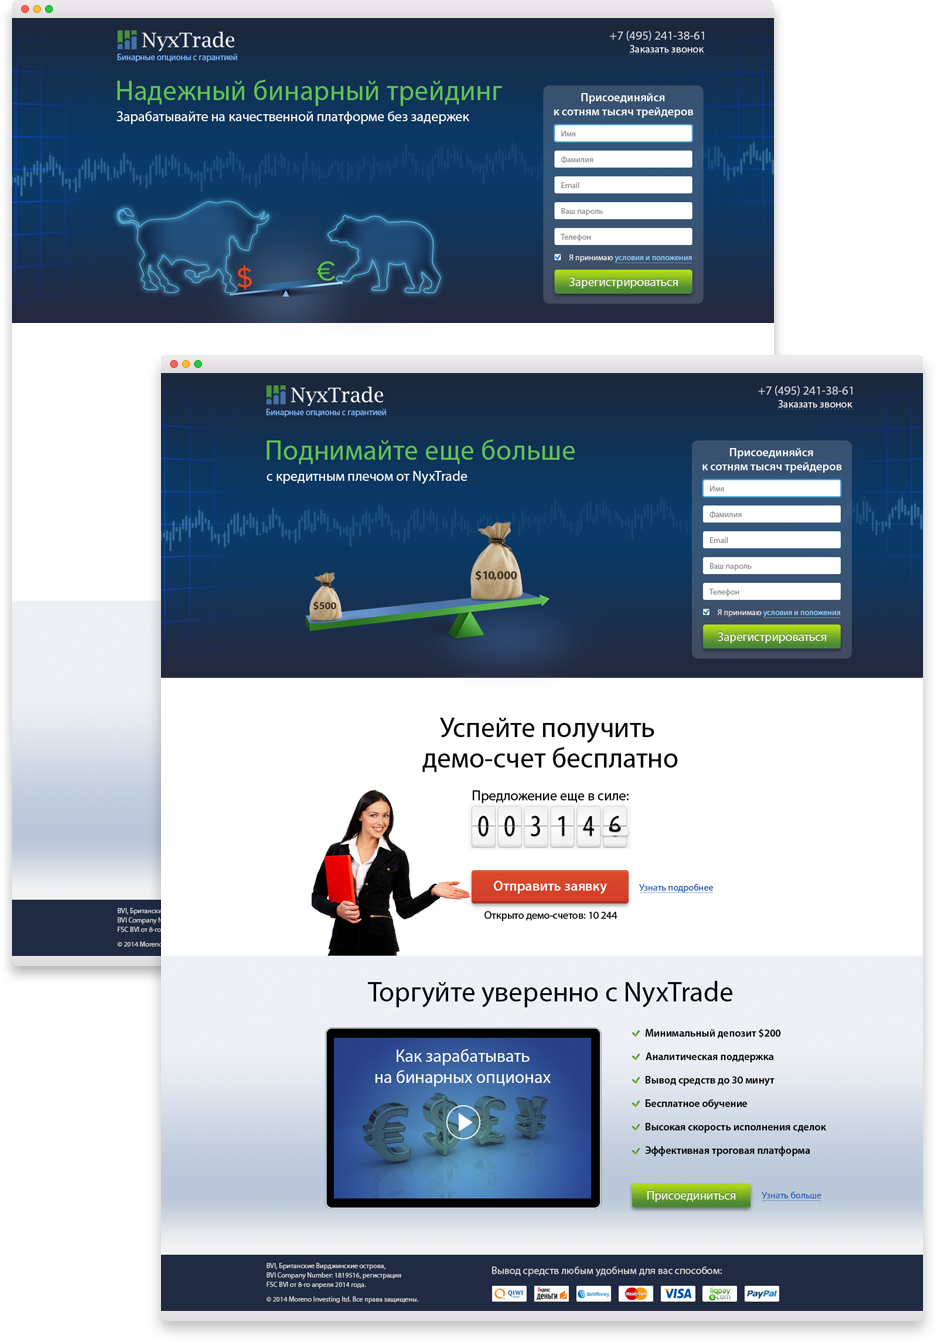 NyxTrade
Бинарные опционы с гарантией
+7 (495) 241-38-61
Заказать звонок
Надежный бинарный трейдинг
Зарабатывайте на качественной платформе без задержек
$
€
Присоединяйся
к сотням тысяч трейдеров
Имя
Фамилия
Email
Ваш пароль
Телефон
Я принимаю условия и положения
Зарегистрироваться
BVI, Британски
BVI Company N
FSC BVI от 8-го
© 2014 Moreno
NyxTrade
Бинарные опционы с гарантией
+7 (495) 241-38-61
Заказать звонок
Поднимайте еще больше
с кредитным плечом от NyxTrade
$500
$10,000
Присоединяйся
к сотням тысяч трейдеров
Имя
Фамилия
Email
Ваш пароль
Телефон
Я принимаю условия и положения
Зарегистрироваться
Успейте получить
демо-счет бесплатно
Предложение еще в силе:
0 0 3 1 4 6
Отправить заявку
Узнать подробнее
Открыто демо-счетов: 10 244
Торгуйте уверенно с NyxTrade
Как зарабатывать
на бинарных опционах
€ $ £ ¥
Минимальный депозит $200
Аналитическая поддержка
Вывод средств до 30 минут
Бесплатное обучение
Высокая скорость исполнения сделок
Эффективная троговая платформа
Присоединиться
Узнать больше
BVI, Британские Вирджинские острова,
BVI Company Number: 1819516, регистрация
FSC BVI от 8-го апреля 2014 года.
© 2014 Moreno Investing ltd. Все права защищены.
Вывод средств любым удобным для вас способом:
QIWI
Яндекс деньги
WebMoney
MasterCard
VISA
liqpay .com
PayPal